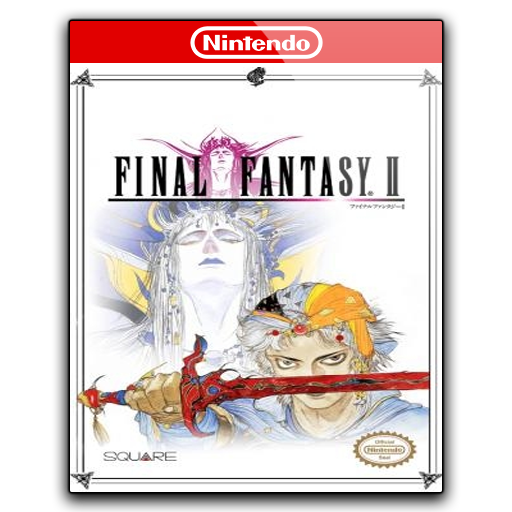 Nintendo
FINAL FANTASY® II
ファイナルファンタジーII
SQUARE
Official
Nintendo
Seal